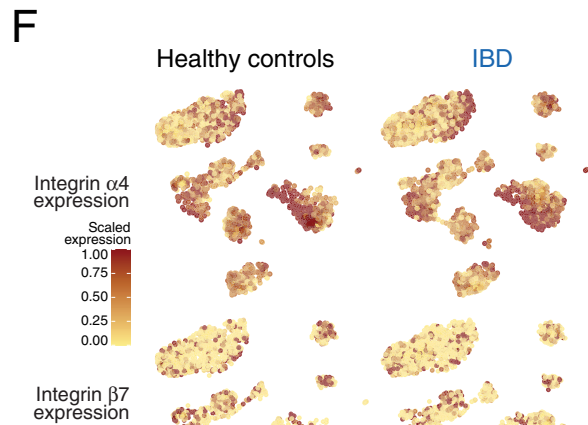 F
Healthy controls
IBD
Integrin α4
expression
Scaled
expression
1.00
0.75
0.50
0.25
0.00
Integrin β7
expression